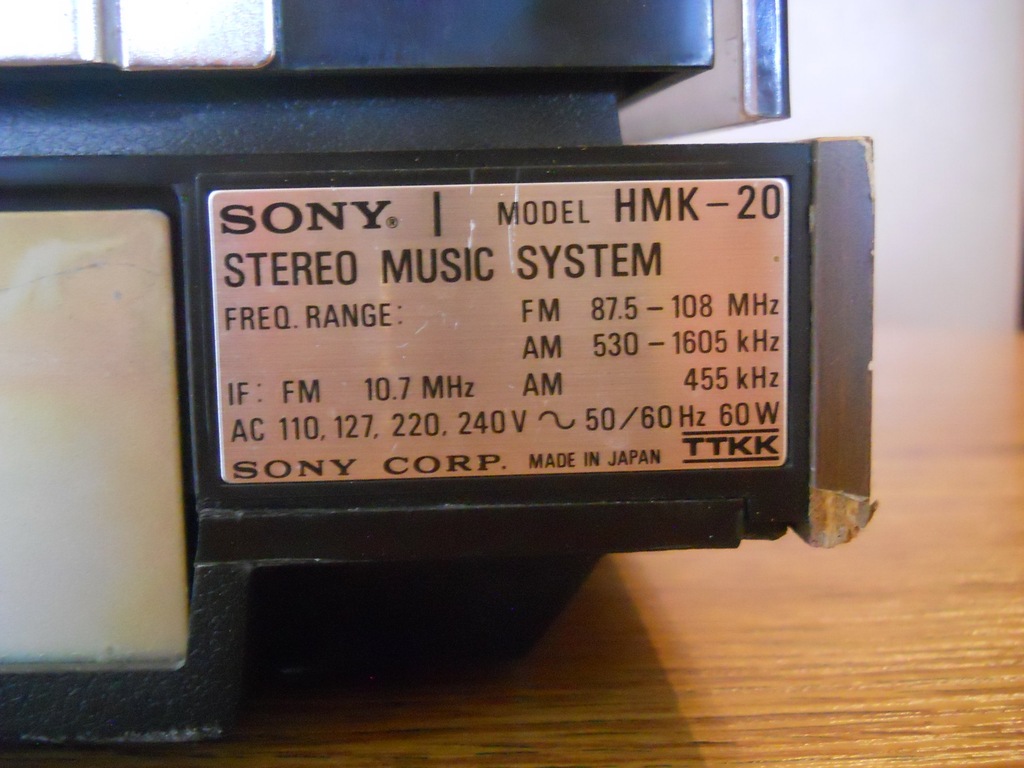 SONY® | MODEL HMK-20
STEREO MUSIC SYSTEM
FREQ. RANGE: FM 87.5 – 108 MHz
AM 530 – 1605 kHz
IF: FM 10.7 MHz AM 455 kHz
AC 110, 127, 220, 240 V ～ 50/60 Hz 60 W
SONY CORP. MADE IN JAPAN TTKK